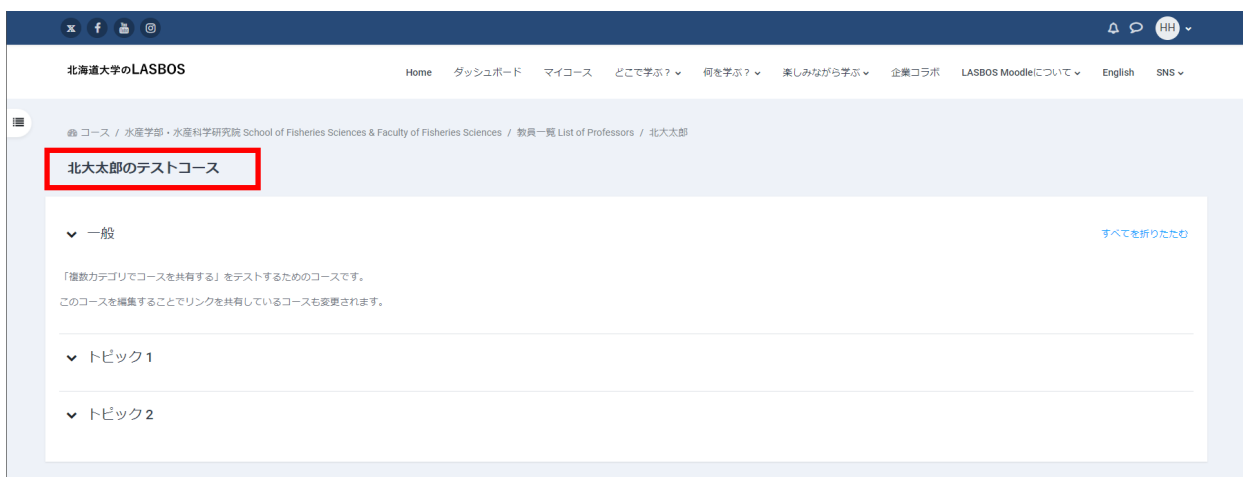 HH
北海道大学のLASBOS
Home ダッシュボード マイコース どこで学ぶ？ 何を学ぶ？ 楽しみながら学ぶ 企業コラボ LASBOS Moodleについて English SNS
コース / 水産学部・水産科学研究院 School of Fisheries Sciences & Faculty of Fisheries Sciences / 教員一覧 List of Professors / 北大太郎
北大太郎のテストコース
一般 すべてを折りたたむ
「複数カテゴリでコースを共有する」をテストするためのコースです。
このコースを編集することでリンクを共有しているコースも変更されます。
トピック 1
トピック 2